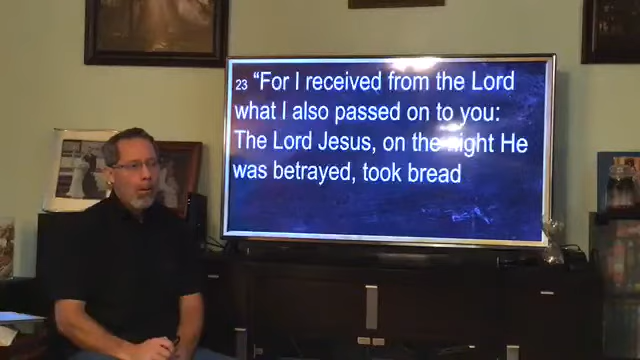 23 “For I received from the Lord
what I also passed on to you:
The Lord Jesus, on the night He
was betrayed, took bread